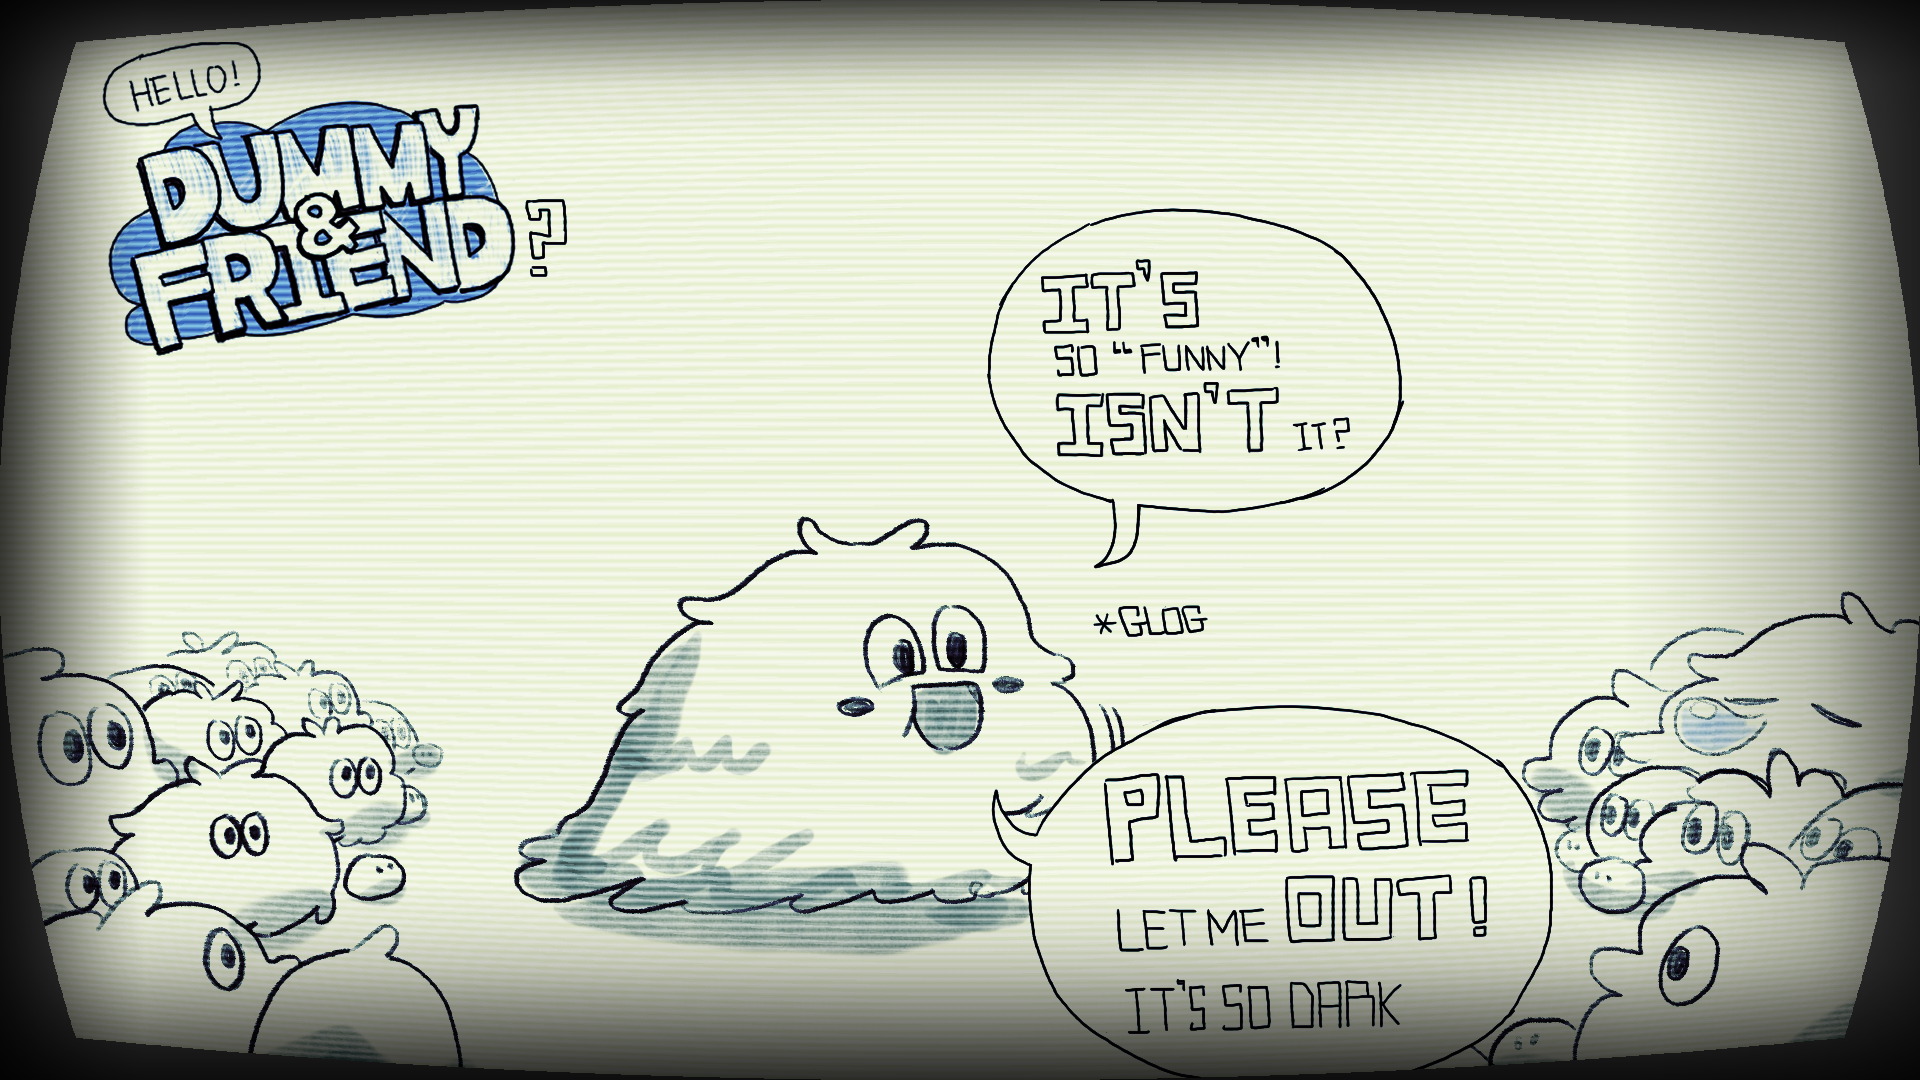 HELLO!
DUMMY
&
FRIEND?
IT'S
SO "FUNNY"!
ISN'T IT?
*GLOG
PLEASE
LET ME OUT!
IT'S SO DARK